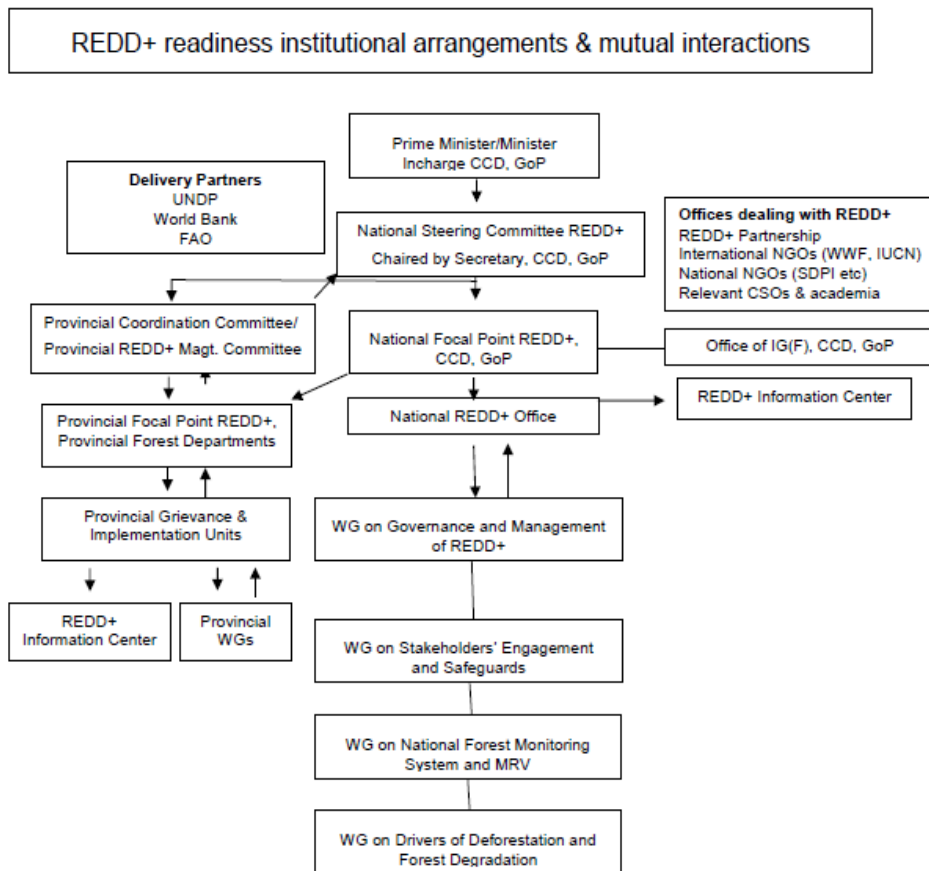 REDD+ readiness institutional arrangements & mutual interactions
Prime Minister/Minister
Incharge CCD, GoP
Delivery Partners
UNDP
World Bank
FAO
Offices dealing with REDD+
REDD+ Partnership
International NGOs (WWF, IUCN)
National NGOs (SDPI etc)
Relevant CSOs & academia
National Steering Committee REDD+
Chaired by Secretary, CCD, GoP
Provincial Coordination Committee/
Provincial REDD+ Magt. Committee
National Focal Point REDD+,
CCD, GoP
Office of IG(F), CCD, GoP
REDD+ Information Center
National REDD+ Office
Provincial Focal Point REDD+,
Provincial Forest Departments
Provincial Grievance &
Implementation Units
WG on Governance and Management
of REDD+
REDD+
Information Center
Provincial
WGs
WG on Stakeholders' Engagement
and Safeguards
WG on National Forest Monitoring
System and MRV
WG on Drivers of Deforestation and
Forest Degradation